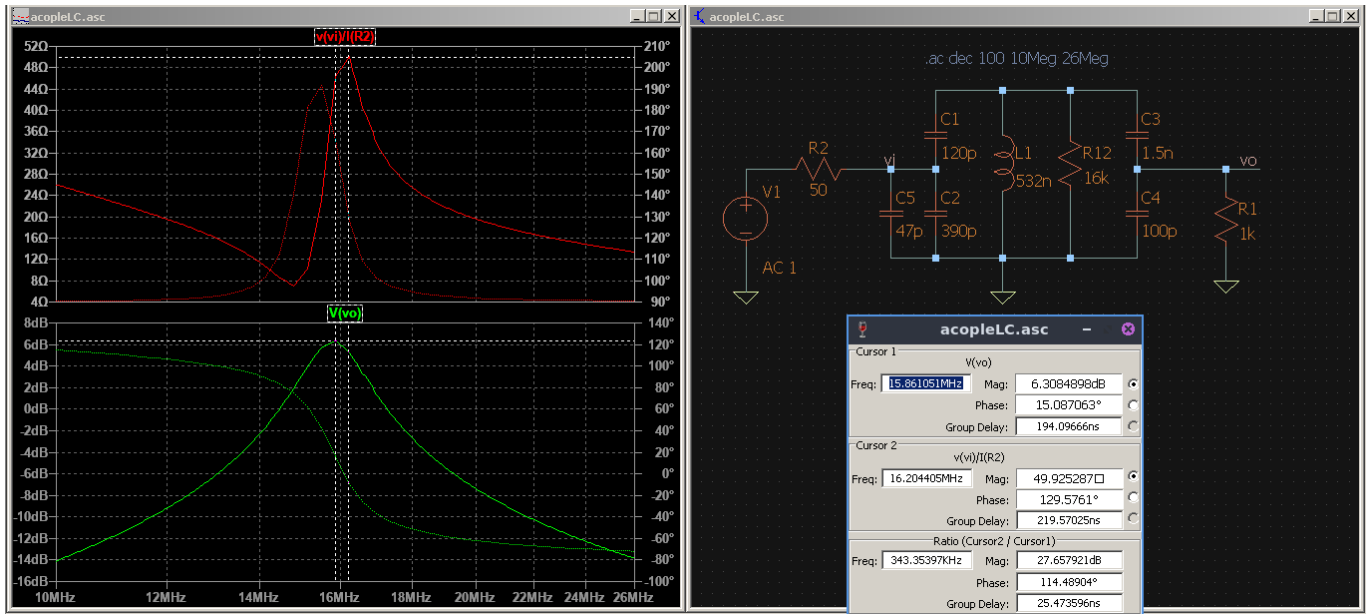 acopleLC.asc
v(vi)/I(R2)
52Ω
48Ω
44Ω
40Ω
36Ω
32Ω
28Ω
24Ω
20Ω
16Ω
12Ω
8Ω
4Ω
210°
200°
190°
180°
170°
160°
150°
140°
130°
120°
110°
100°
90°
V(vo)
8dB
6dB
4dB
2dB
0dB
-2dB
-4dB
-6dB
-8dB
-10dB
-12dB
-14dB
-16dB
140°
120°
100°
80°
60°
40°
20°
0°
-20°
-40°
-60°
-80°
-100°
10MHz 12MHz 14MHz 16MHz 18MHz 20MHz 22MHz 24MHz 26MHz
acopleLC.asc
.ac dec 100 10Meg 26Meg
V1
AC 1
R2
50
vi
C5
47p
C1
120p
C2
390p
L1
532n
R12
16k
C3
1.5n
C4
100p
vo
R1
1k
acopleLC.asc
Cursor 1
V(vo)
Freq: 15.861051MHz Mag: 6.3084898dB
Phase: 15.087063°
Group Delay: 194.09666ns
Cursor 2
v(vi)/I(R2)
Freq: 16.204405MHz Mag: 49.925287□
Phase: 129.5761°
Group Delay: 219.57025ns
Ratio (Cursor2 / Cursor1)
Freq: 343.35397KHz Mag: 27.657921dB
Phase: 114.48904°
Group Delay: 25.473596ns